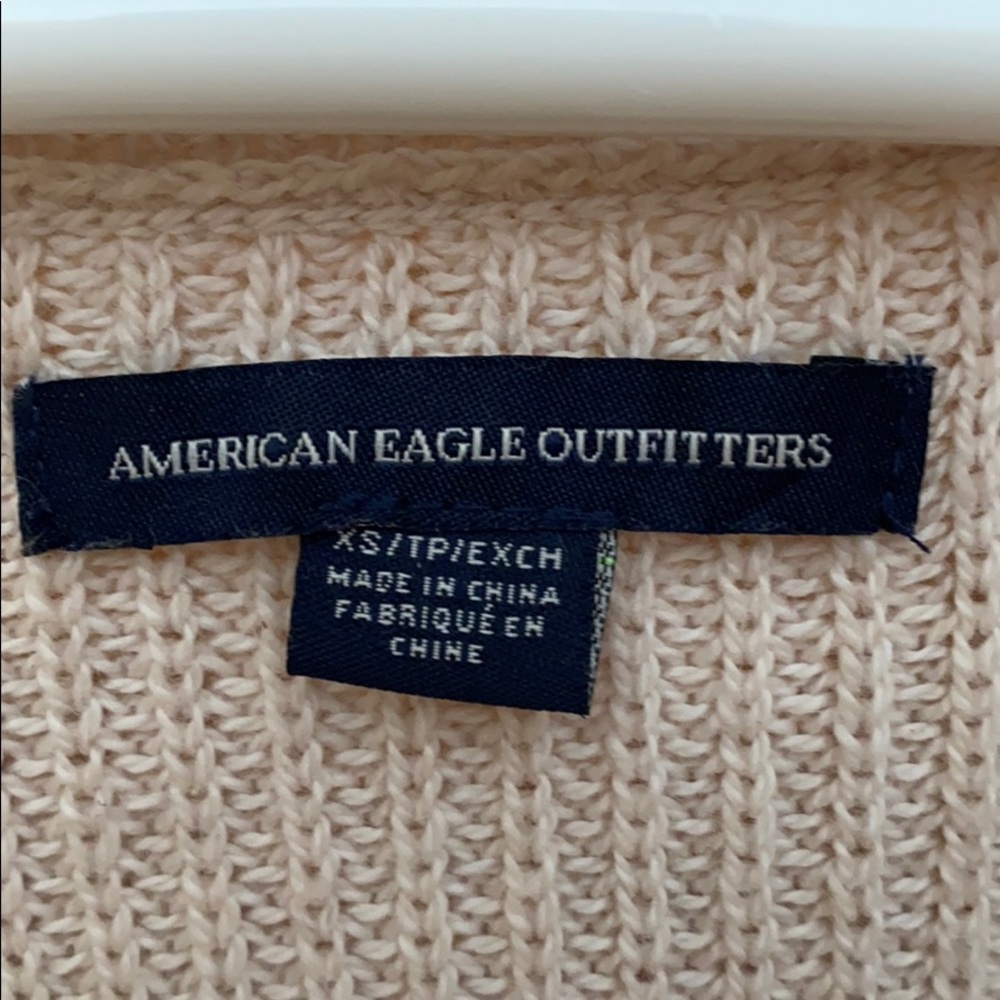 AMERICAN EAGLE OUTFITTERS
XS/TP/EXCH
MADE IN CHINA
FABRIQUÉ EN
CHINE